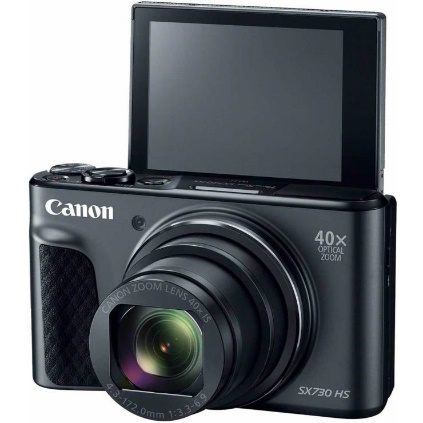 Canon
40x
OPTICAL
ZOOM
CANON ZOOM LENS 40x IS
4.3-172.0mm 1:3.3-6.9
SX730 HS